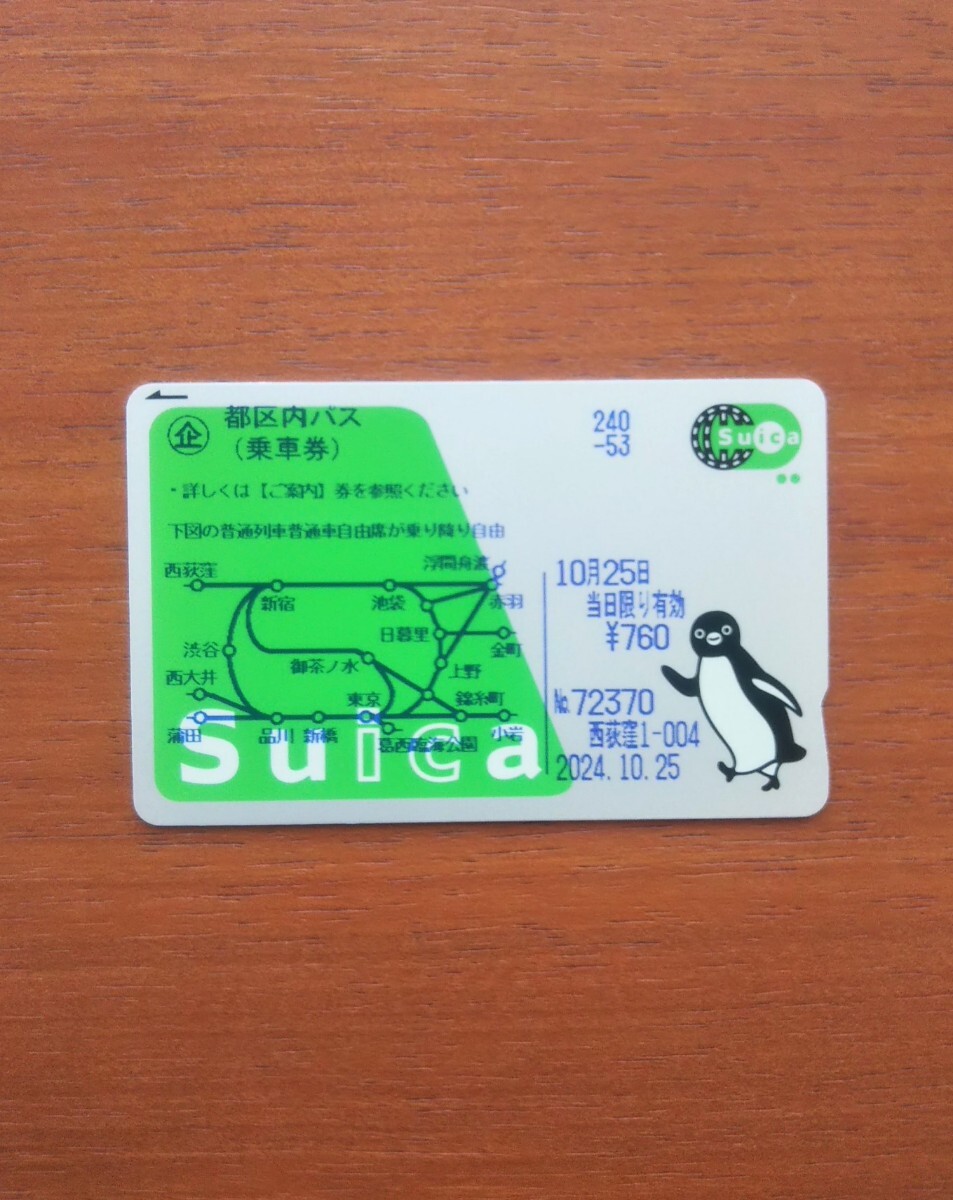 企
都区内パス
(乗車券)
・詳しくは【ご案内】券を参照ください
下図の普通列車普通車自由席が乗り降り自由
240
-53
Suica
浮間舟渡
西荻窪
新宿
池袋
赤羽
日暮里
金町
渋谷
御茶ノ水
上野
西大井
東京
錦糸町
蒲田
品川
新橋
葛西臨海公園
小岩
Suica
10月25日
当日限り有効
¥760
No.72370
西荻窪1-004
2024.10.25